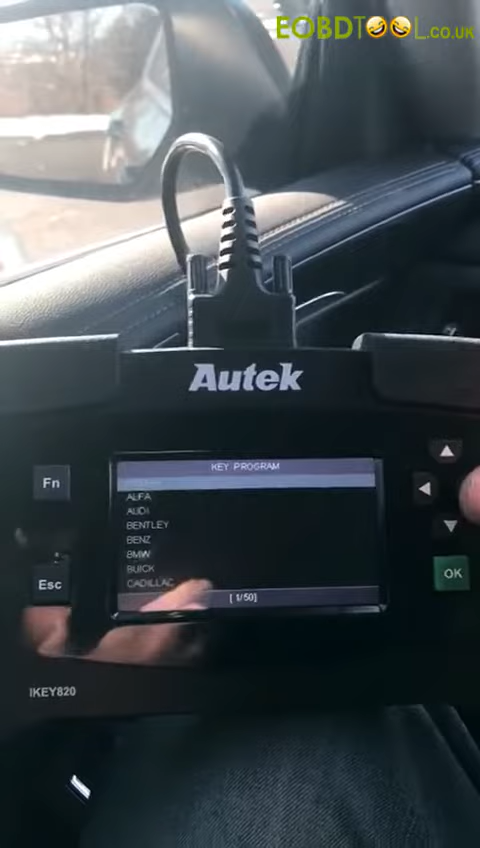 EOBDTOOL.co.uk
Autek
KEY PROGRAM
ALFA
AUDI
BENTLEY
BENZ
BMW
BUICK
CADILLAC
[ 1/50]
Fn
Esc
OK
IKEY820